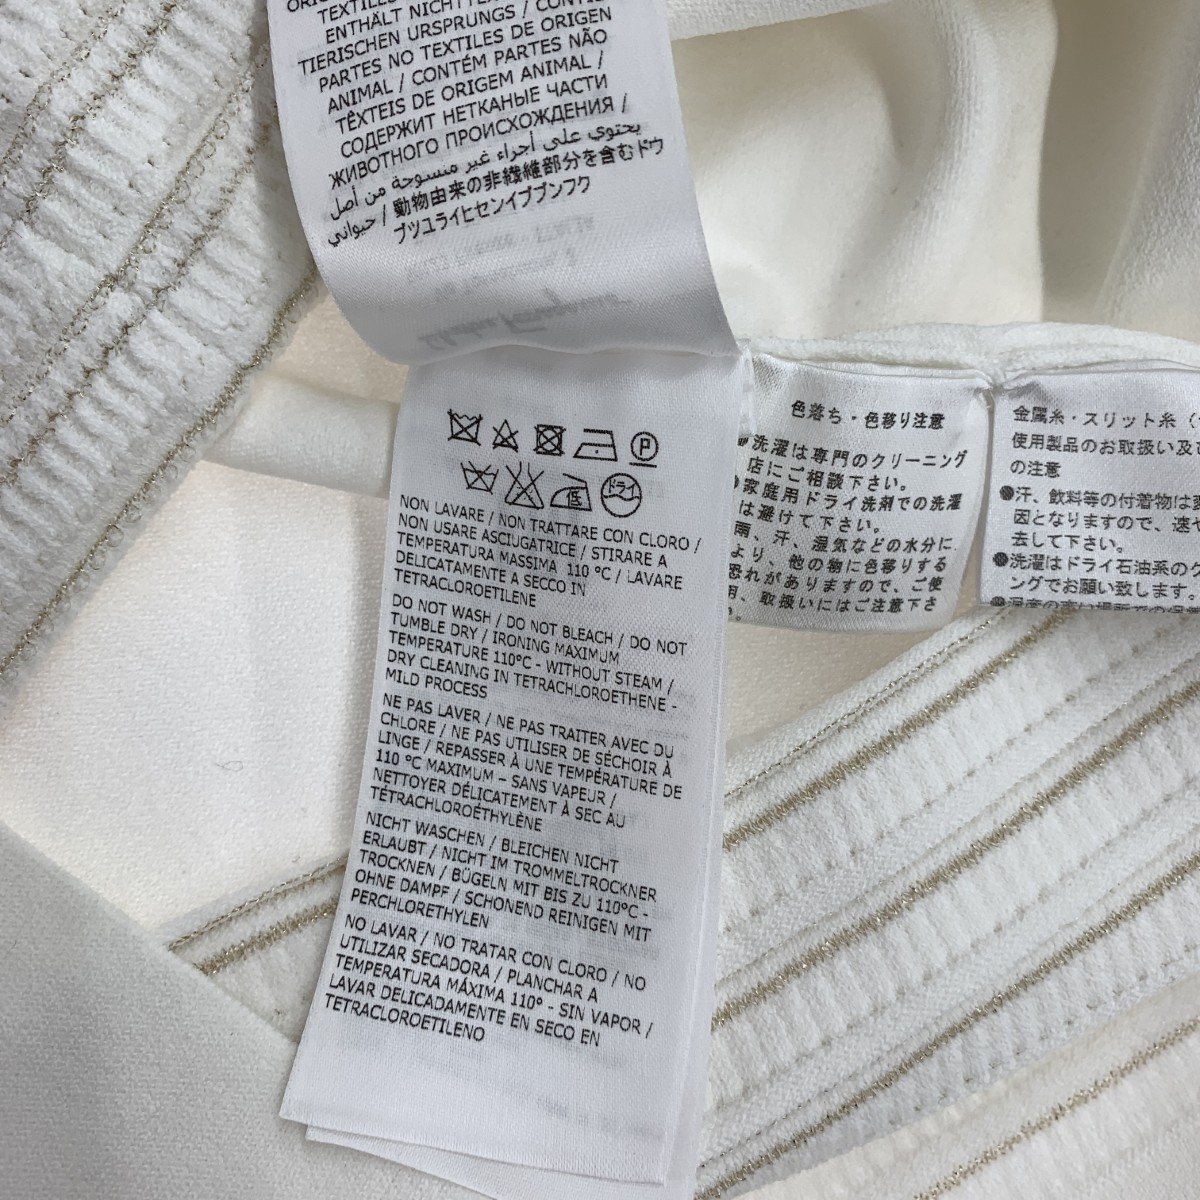 TEXTILES
ENTHÄLT NICHTTE
TIERISCHEN URSPRUNGS / CONTIE
PARTES NO TEXTILES DE ORIGEN
ANIMAL / CONTÉM PARTES NÃO
TÊXTEIS DE ORIGEM ANIMAL /
СОДЕРЖИТ НЕТКАНЫЕ ЧАСТИ
ЖИВОТНОГО ПРОИСХОЖДЕНИЯ /
يحتوي على أجزاء غير منسوجة من أصل
حيواني / 動物由来の非繊維部分を含むドウ
ブツユライヒセンイブブンフク
P
低
ドライ
NON LAVARE / NON TRATTARE CON CLORO /
NON USARE ASCIUGATRICE / STIRARE A
TEMPERATURA MASSIMA 110 °C / LAVARE
DELICATAMENTE A SECCO IN
TETRACLOROETILENE
DO NOT WASH / DO NOT BLEACH / DO NOT
TUMBLE DRY / IRONING MAXIMUM
TEMPERATURE 110°C - WITHOUT STEAM /
DRY CLEANING IN TETRACHLOROETHENE -
MILD PROCESS
NE PAS LAVER / NE PAS TRAITER AVEC DU
CHLORE / NE PAS UTILISER DE SÉCHOIR À
LINGE / REPASSER À UNE TEMPÉRATURE DE
110 °C MAXIMUM – SANS VAPEUR /
NETTOYER DÉLICATEMENT À SEC AU
TÉTRACHLOROÉTHYLÈNE
NICHT WASCHEN / BLEICHEN NICHT
ERLAUBT / NICHT IM TROMMELTROCKNER
TROCKNEN / BÜGELN MIT BIS ZU 110°C -
OHNE DAMPF / SCHONEND REINIGEN MIT
PERCHLORETHYLEN
NO LAVAR / NO TRATAR CON CLORO / NO
UTILIZAR SECADORA / PLANCHAR A
TEMPERATURA MÁXIMA 110° - SIN VAPOR /
LAVAR DELICADAMENTE EN SECO EN
TETRACLOROETILENO
色落ち・色移り注意
洗濯は専門のクリーニング
店にご相談下さい。
●家庭用ドライ洗剤での洗濯
は避けて下さい。
雨、汗、湿気などの水分に
より、他の物に色移りする
恐れがありますので、ご使
用、取扱いにはご注意下さ
金属糸・スリット糸 (
使用製品のお取扱い及び
の注意
●汗、飲料等の付着物は変
因となりますので、速や
去して下さい。
●洗濯はドライ石油系のク
ングでお願い致します。